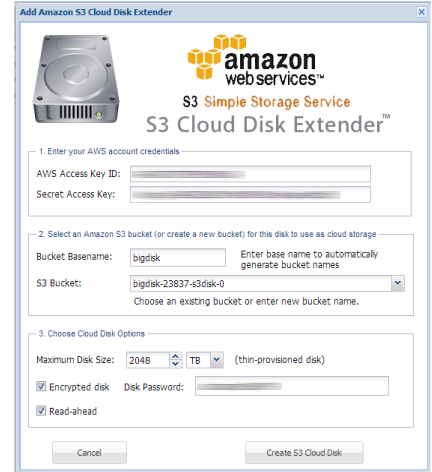 Add Amazon S3 Cloud Disk Extender
amazon
webservices™
S3 Simple Storage Service
S3 Cloud Disk Extender™
1. Enter your AWS account credentials
AWS Access Key ID:
Secret Access Key:
2. Select an Amazon S3 bucket (or create a new bucket) for this disk to use as cloud storage
Bucket Basename: bigdisk Enter base name to automatically
generate bucket names
S3 Bucket: bigdisk-23837-s3disk-0
Choose an existing bucket or enter new bucket name.
3. Choose Cloud Disk Options
Maximum Disk Size: 2048 TB (thin-provisioned disk)
Encrypted disk Disk Password:
Read-ahead
Cancel Create S3 Cloud Disk